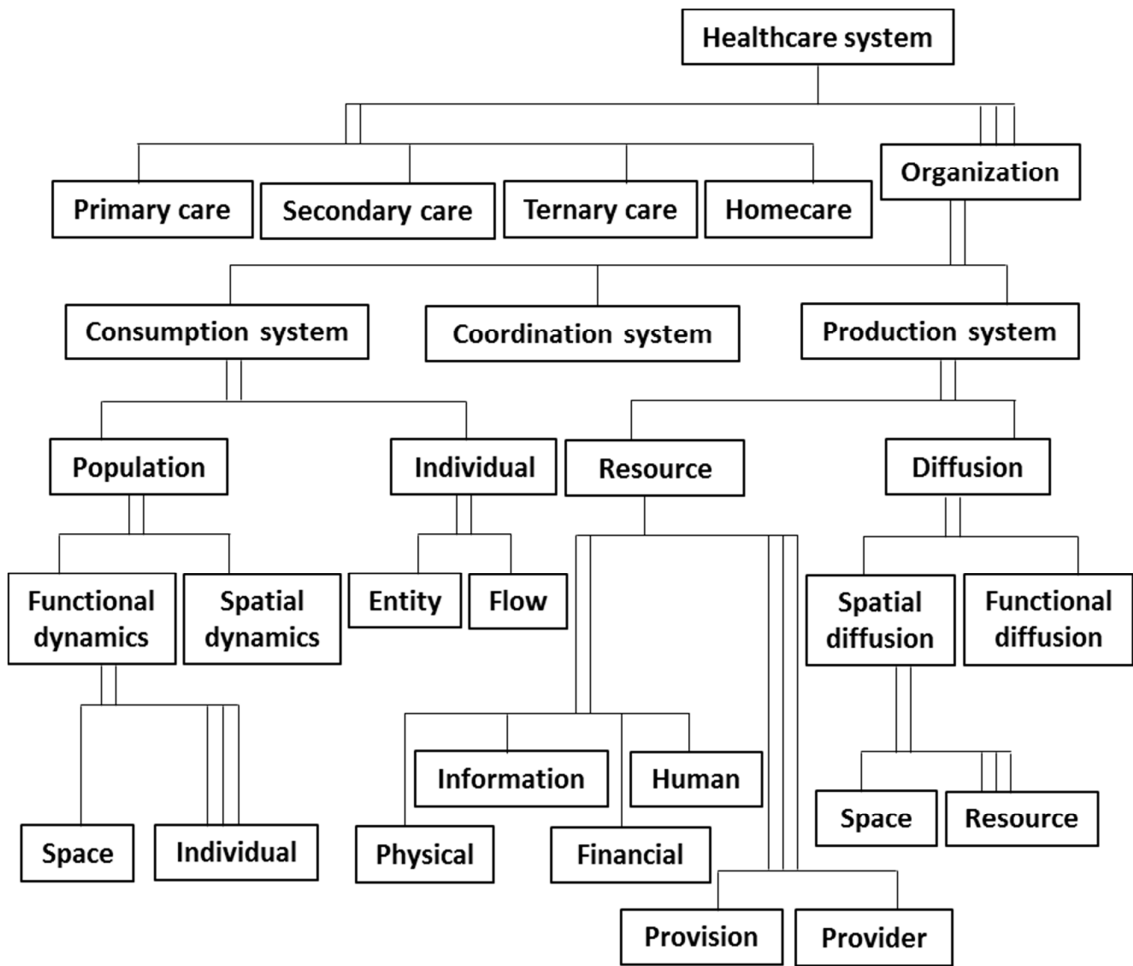 Healthcare system
Organization
Primary care
Secondary care
Ternary care
Homecare
Consumption system
Coordination system
Production system
Population
Individual
Resource
Diffusion
Functional
dynamics
Spatial
dynamics
Entity
Flow
Spatial
diffusion
Functional
diffusion
Information
Human
Space
Resource
Space
Individual
Physical
Financial
Provision
Provider